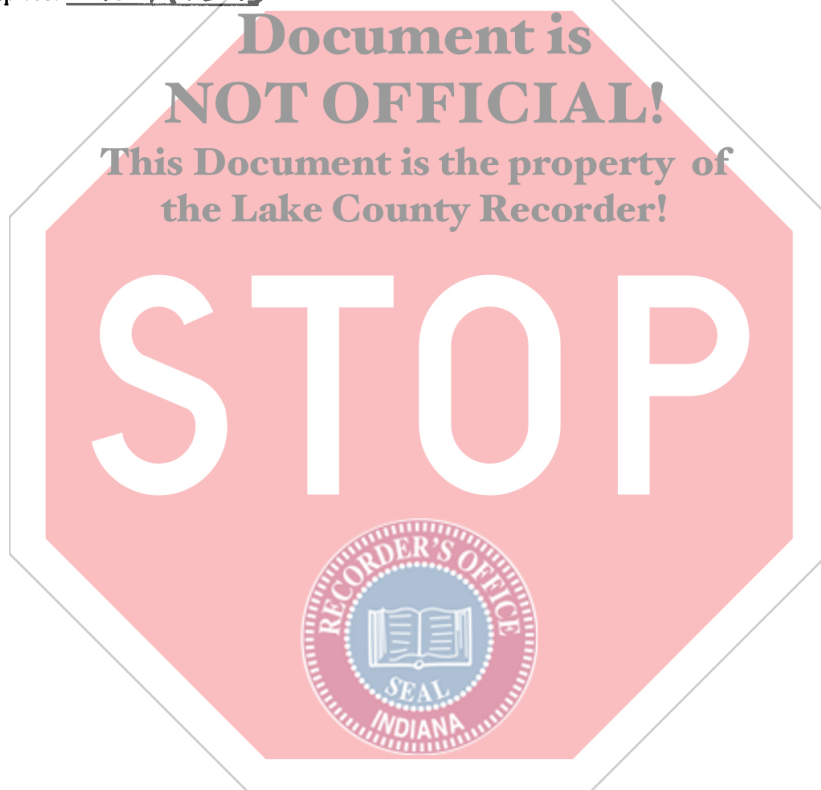 Document is
NOT OFFICIAL!
This Document is the property of
the Lake County Recorder!
STOP
RECORDER'S OFFICE
SEAL
INDIANA